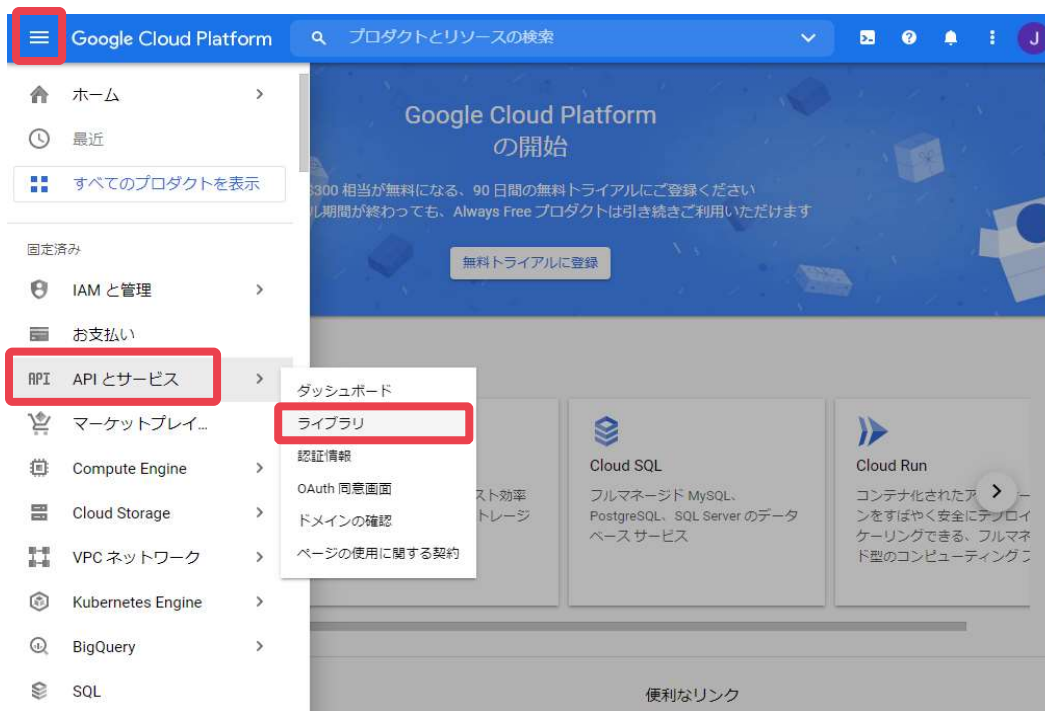 Google Cloud Platform
プロダクトとリソースの検索
J
ホーム
最近
すべてのプロダクトを表示
固定済み
IAM と管理
お支払い
API
API とサービス
マーケットプレイ...
Compute Engine
Cloud Storage
VPC ネットワーク
Kubernetes Engine
BigQuery
SQL
ダッシュボード
ライブラリ
認証情報
OAuth 同意画面
ドメインの確認
ページの使用に関する契約
Google Cloud Platform
の開始
$300 相当が無料になる、90 日間の無料トライアルにご登録ください
ル期間が終わっても、Always Free プロダクトは引き続きご利用いただけます
無料トライアルに登録
スト効率
トレージ
Cloud SQL
フルマネージド MySQL、
PostgreSQL、SQL Server のデータ
ベース サービス
Cloud Run
コンテナ化されたア
ンをすばやく安全にデプロイ
ケーリングできる、フルマネ
ド型のコンピューティング
便利なリンク